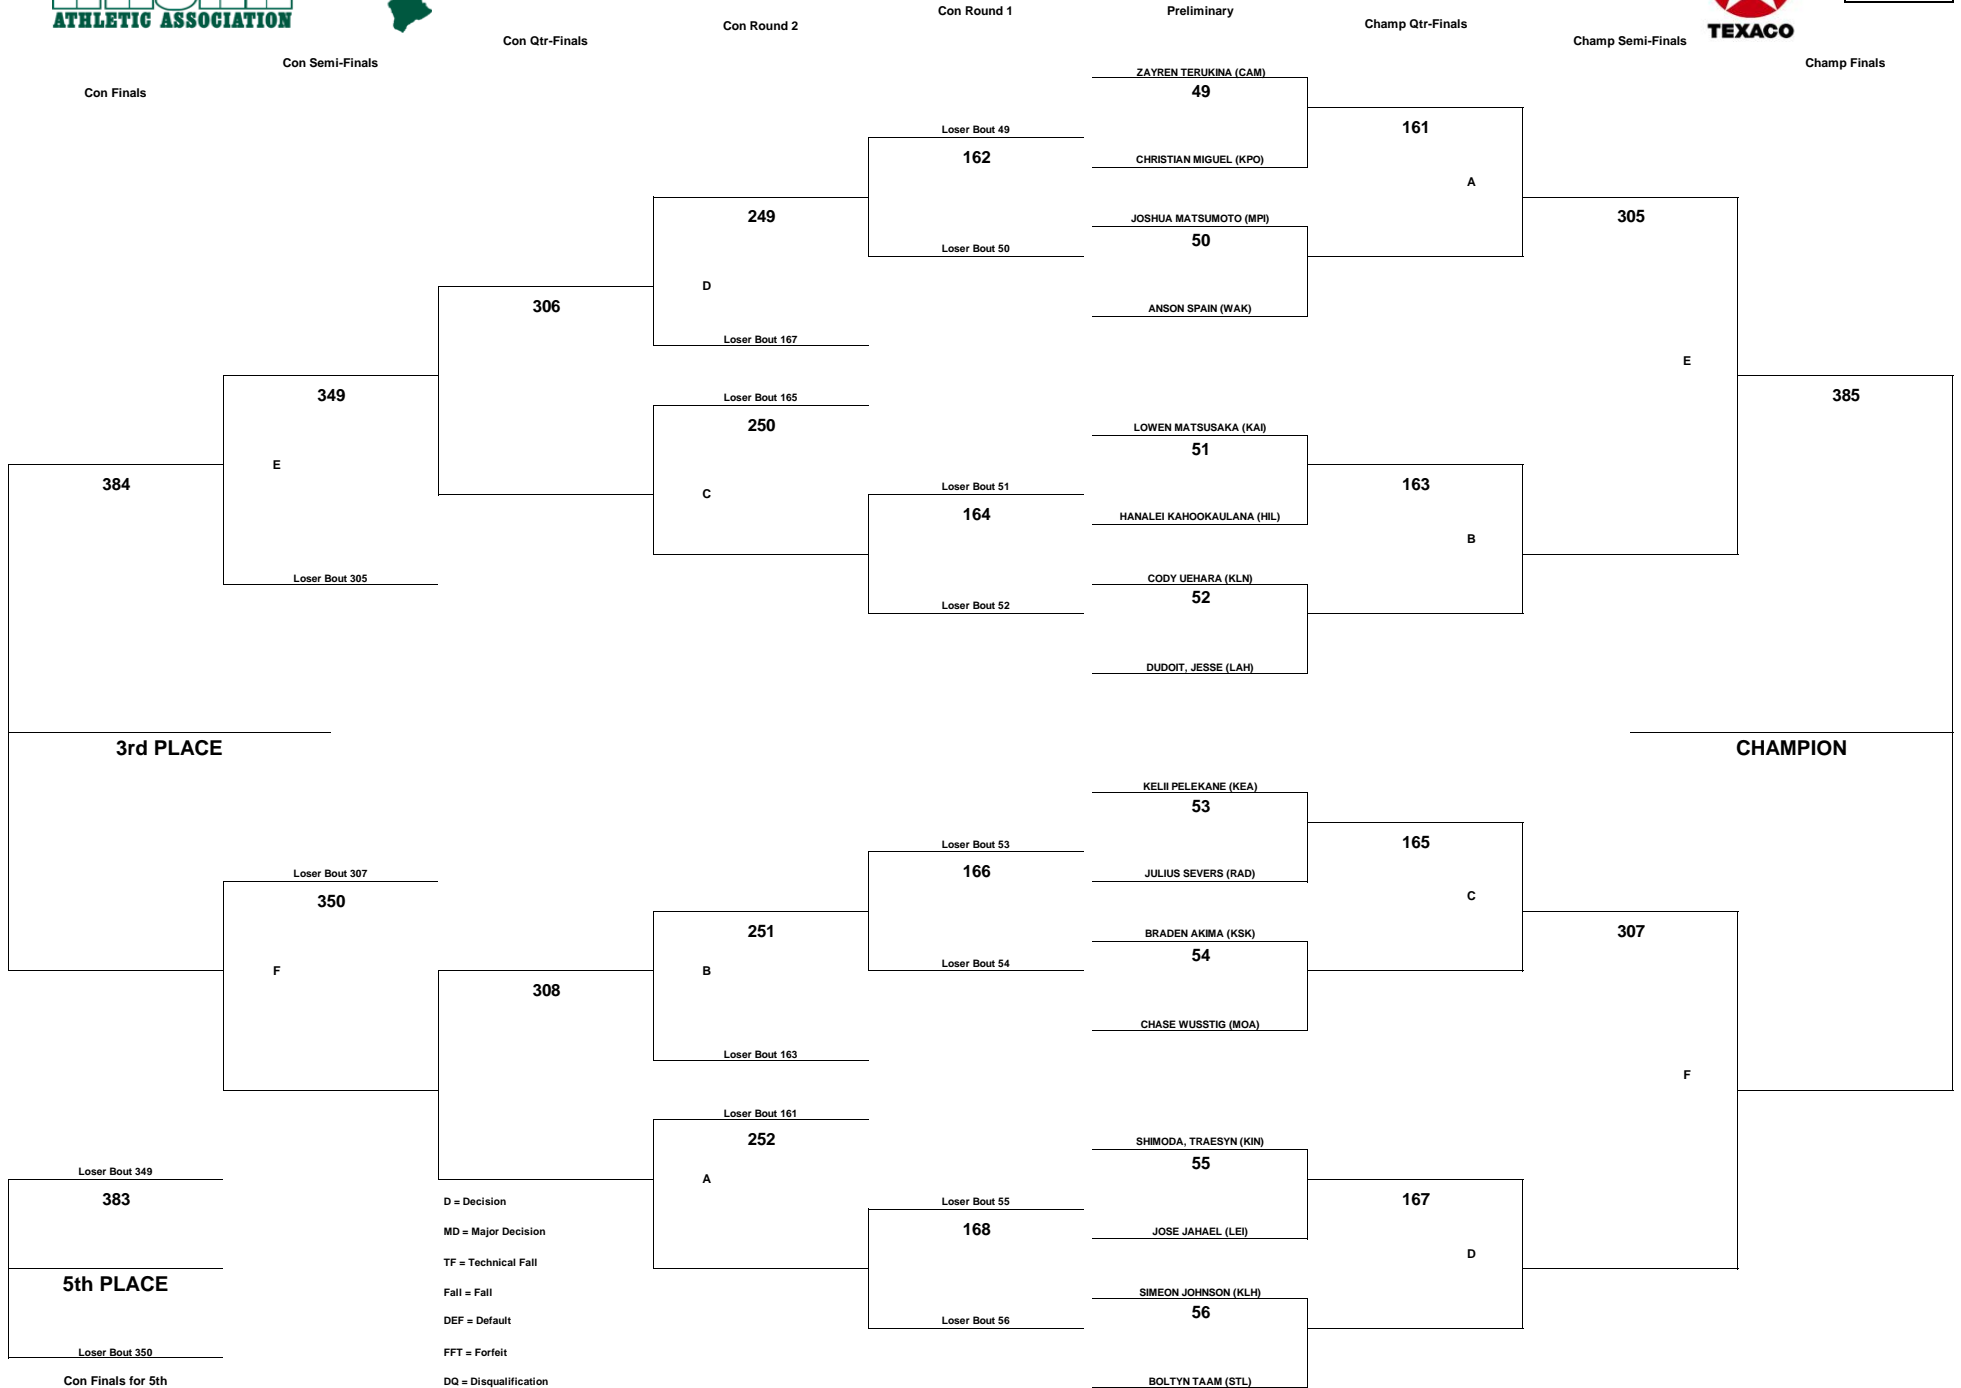 ATHLETIC ASSOCIATION
TEXACO
Con Finals
Con Semi-Finals
Con Qtr-Finals
Con Round 2
Con Round 1
Preliminary
Champ Qtr-Finals
Champ Semi-Finals
Champ Finals
ZAYREN TERUKINA (CAM)
49
CHRISTIAN MIGUEL (KPO)
JOSHUA MATSUMOTO (MPI)
50
ANSON SPAIN (WAK)
LOWEN MATSUSAKA (KAI)
51
HANALEI KAHOOKAULANA (HIL)
CODY UEHARA (KLN)
52
DUDOIT, JESSE (LAH)
KELII PELEKANE (KEA)
53
JULIUS SEVERS (RAD)
BRADEN AKIMA (KSK)
54
CHASE WUSSTIG (MOA)
SHIMODA, TRAESYN (KIN)
55
JOSE JAHAEL (LEI)
SIMEON JOHNSON (KLH)
56
BOLTYN TAAM (STL)
161
A
163
B
165
C
167
D
305
E
307
F
385
CHAMPION
Loser Bout 49
162
Loser Bout 50
Loser Bout 51
164
Loser Bout 52
Loser Bout 53
166
Loser Bout 54
Loser Bout 55
168
Loser Bout 56
249
D
Loser Bout 167
Loser Bout 165
250
C
251
B
Loser Bout 163
Loser Bout 161
252
A
306
308
349
E
Loser Bout 305
Loser Bout 307
350
F
384
3rd PLACE
Loser Bout 349
383
5th PLACE
Loser Bout 350
Con Finals for 5th
D = Decision
MD = Major Decision
TF = Technical Fall
Fall = Fall
DEF = Default
FFT = Forfeit
DQ = Disqualification